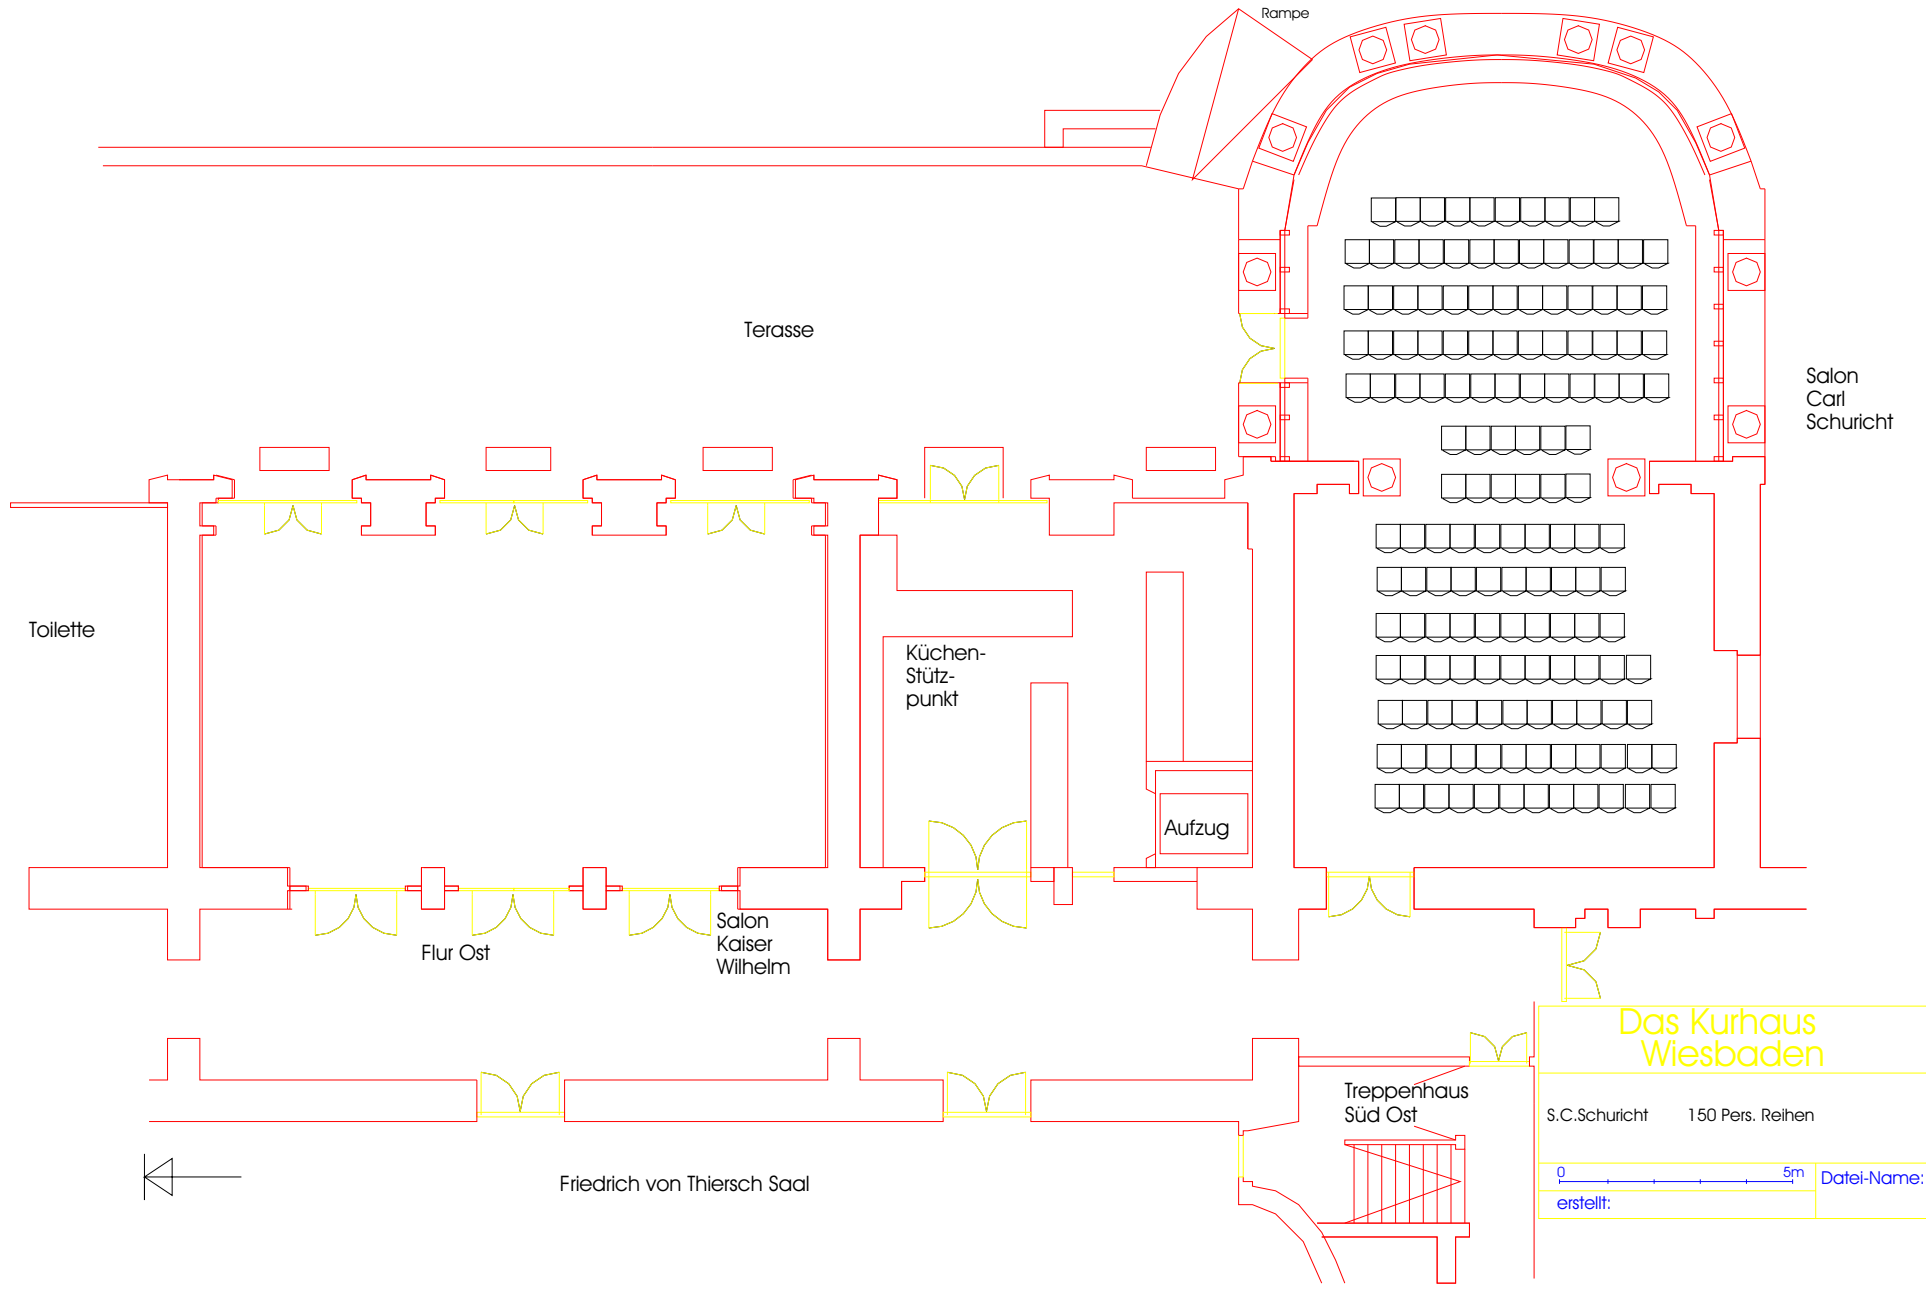 Rampe
Terasse
Salon
Carl
Schuricht
Toilette
Küchen-
Stütz-
punkt
Aufzug
Flur Ost
Salon
Kaiser
Wilhelm
Das Kurhaus
Wiesbaden
Treppenhaus
Süd Ost
S.C.Schuricht 150 Pers. Reihen
Friedrich von Thiersch Saal
0 5m
Datei-Name:
erstellt: